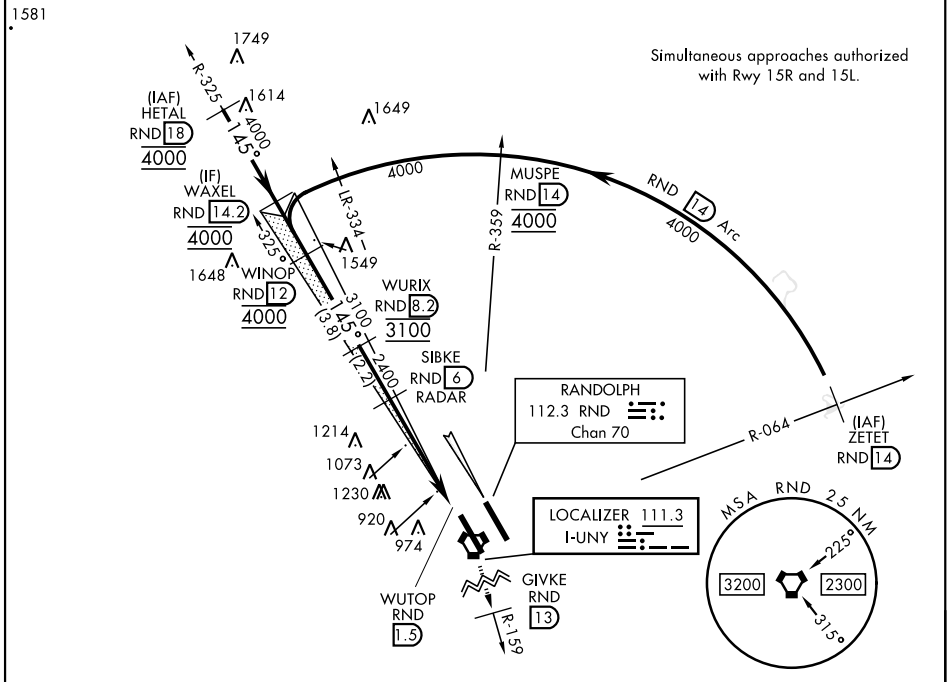 1581
1749
Simultaneous approaches authorized
with Rwy 15R and 15L.
R-325
1614
4000
145°
(IAF)
HETAL
RND 18
4000
1649
4000
MUSPE
RND 14
4000
R-359
RND 14 Arc
4000
(IF)
WAXEL
RND 14.2
4000
LR-334
325°
1549
1648
WINOP
RND 12
4000
WURIX
RND 8.2
3100
3100
145°
(3.8)
2400
(2.2)
SIBKE
RND 6
RADAR
RANDOLPH
112.3 RND
Chan 70
R-064
(IAF)
ZETET
RND 14
1214
1073
1230
920
974
LOCALIZER 111.3
I-UNY
MSA RND 25 NM
225°
3200
2300
315°
WUTOP
RND
1.5
GIVKE
RND
13
R-159